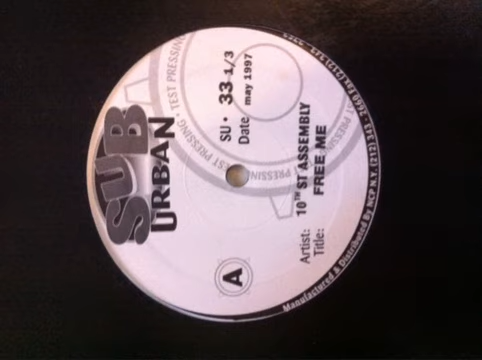 SUB
URBAN
TEST PRESSING · TEST PRESSING
SU · 33 1/3
Date may 1997
A
Artist: 10TH ST ASSEMBLY
Title: FREE ME
Manufactured & Distributed By NCP N.Y. (212)